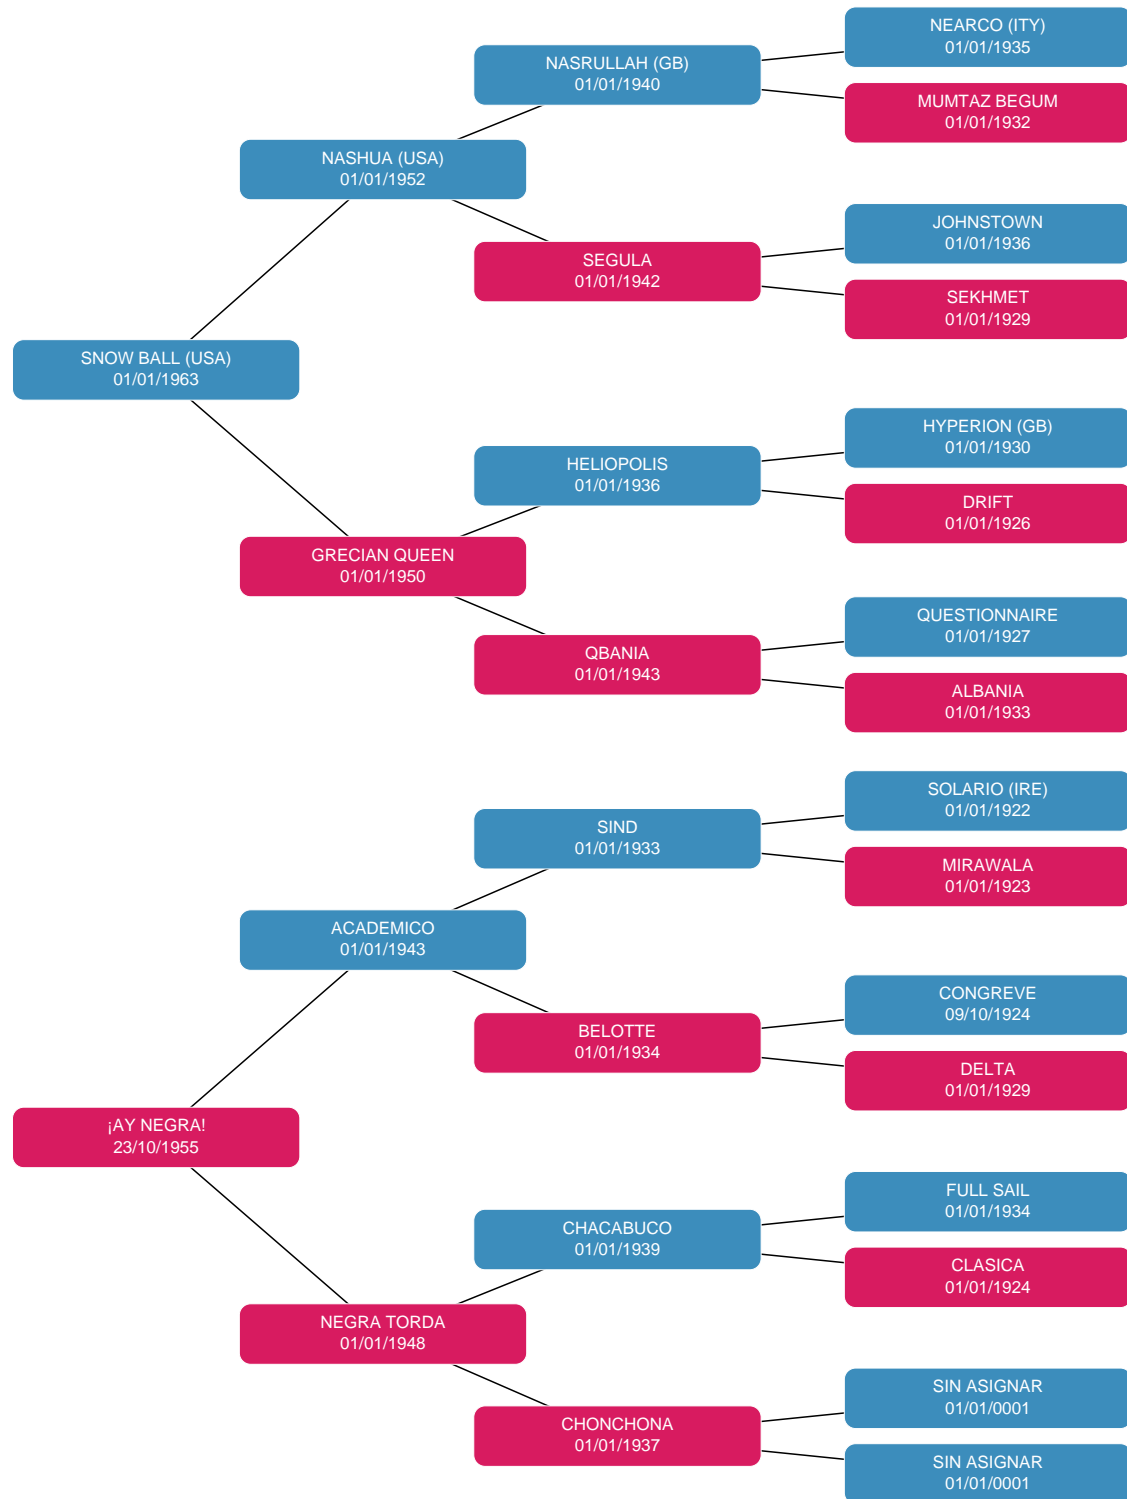 NEARCO (ITY)
01/01/1935
NASRULLAH (GB)
01/01/1940
MUMTAZ BEGUM
01/01/1932
NASHUA (USA)
01/01/1952
JOHNSTOWN
01/01/1936
SEGULA
01/01/1942
SEKHMET
01/01/1929
SNOW BALL (USA)
01/01/1963
HYPERION (GB)
01/01/1930
HELIOPOLIS
01/01/1936
DRIFT
01/01/1926
GRECIAN QUEEN
01/01/1950
QUESTIONNAIRE
01/01/1927
QBANIA
01/01/1943
ALBANIA
01/01/1933
SOLARIO (IRE)
01/01/1922
SIND
01/01/1933
MIRAWALA
01/01/1923
ACADEMICO
01/01/1943
CONGREVE
09/10/1924
BELOTTE
01/01/1934
DELTA
01/01/1929
¡AY NEGRA!
23/10/1955
FULL SAIL
01/01/1934
CHACABUCO
01/01/1939
CLASICA
01/01/1924
NEGRA TORDA
01/01/1948
SIN ASIGNAR
01/01/0001
CHONCHONA
01/01/1937
SIN ASIGNAR
01/01/0001